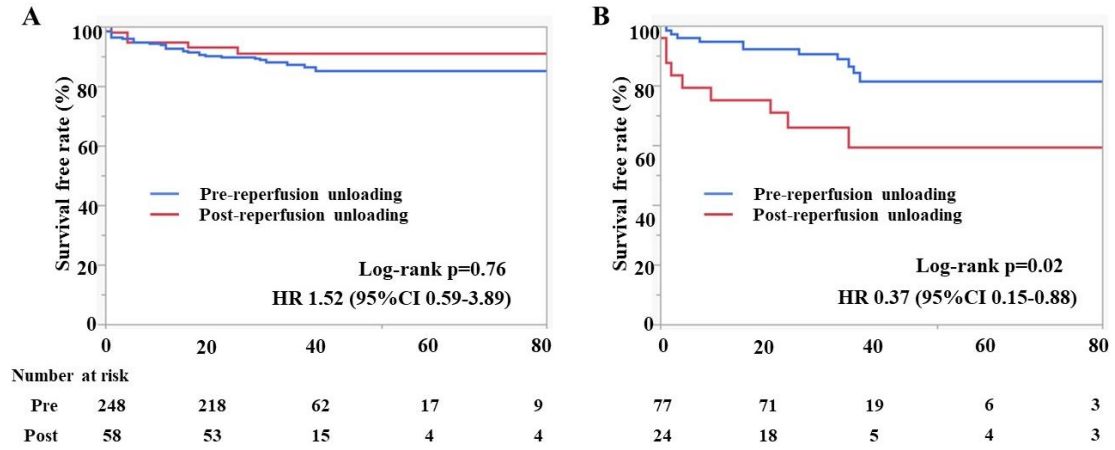 A
Survival free rate (%)
100
80
60
40
20
0
Pre-reperfusion unloading
Post-reperfusion unloading
Log-rank p=0.76
HR 1.52 (95%CI 0.59-3.89)
0 20 40 60 80
B
Survival free rate (%)
100
80
60
40
20
0
Pre-reperfusion unloading
Post-reperfusion unloading
Log-rank p=0.02
HR 0.37 (95%CI 0.15-0.88)
0 20 40 60 80
Number at risk
Pre 248 218 62 17 9 77 71 19 6 3
Post 58 53 15 4 4 24 18 5 4 3